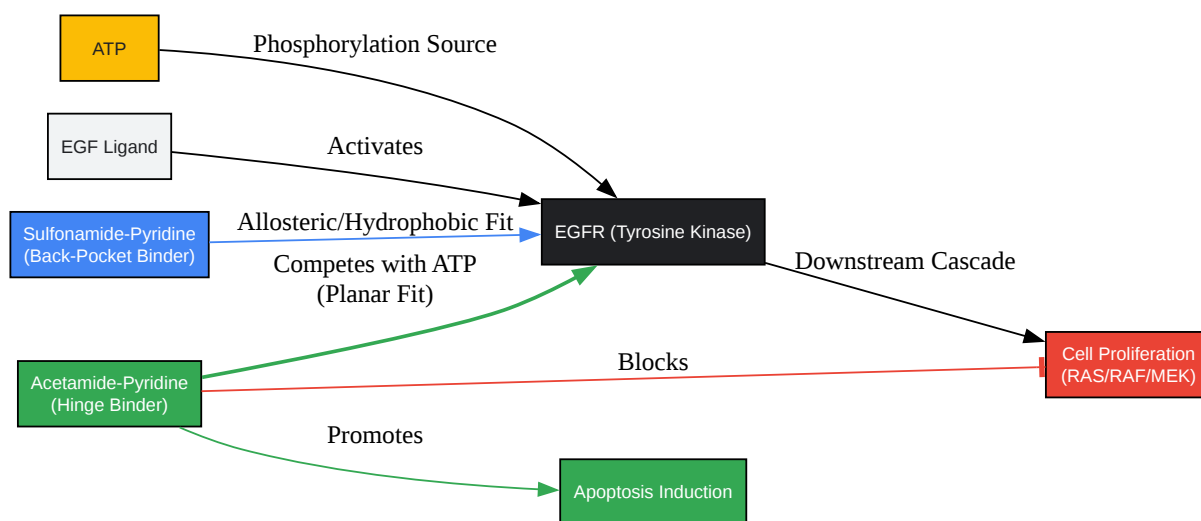 ATP
Phosphorylation Source
EGF Ligand
Activates
Sulfonamide-Pyridine
(Back-Pocket Binder)
Allosteric/Hydrophobic Fit
EGFR (Tyrosine Kinase)
Competes with ATP
(Planar Fit)
Downstream Cascade
Acetamide-Pyridine
(Hinge Binder)
Blocks
Cell Proliferation
(RAS/RAF/MEK)
Promotes
Apoptosis Induction